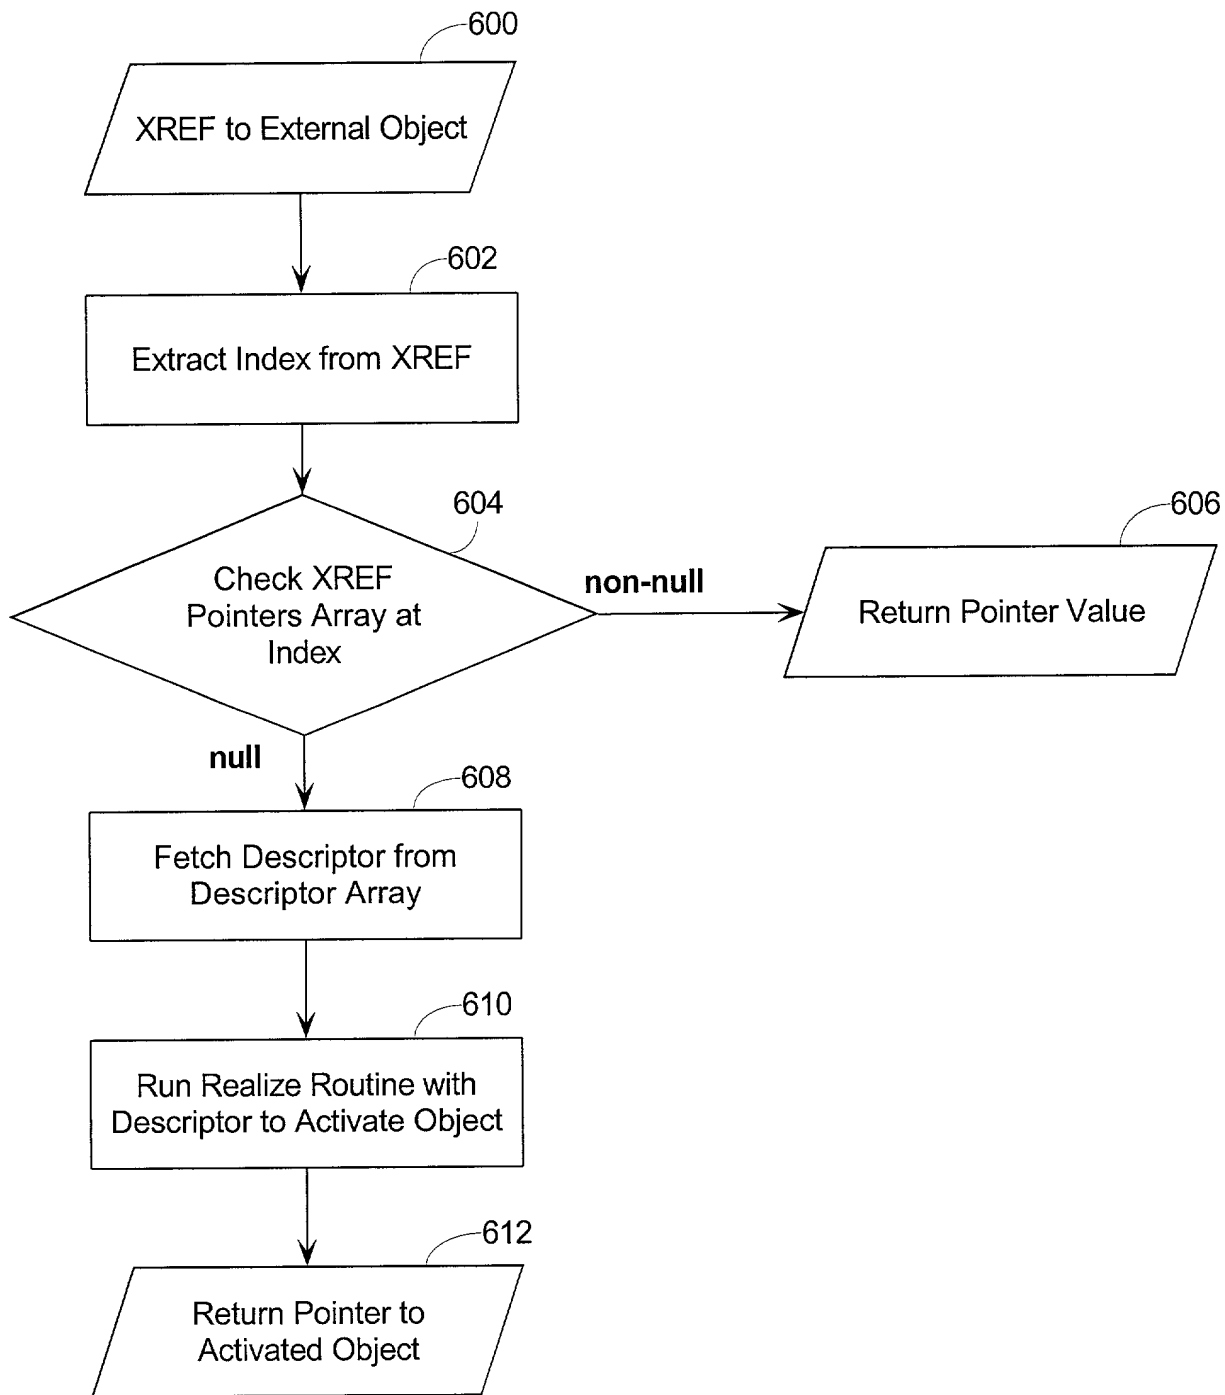 600
XREF to External Object
602
Extract Index from XREF
604
Check XREF
Pointers Array at
Index
non-null
606
Return Pointer Value
null
608
Fetch Descriptor from
Descriptor Array
610
Run Realize Routine with
Descriptor to Activate Object
612
Return Pointer to
Activated Object